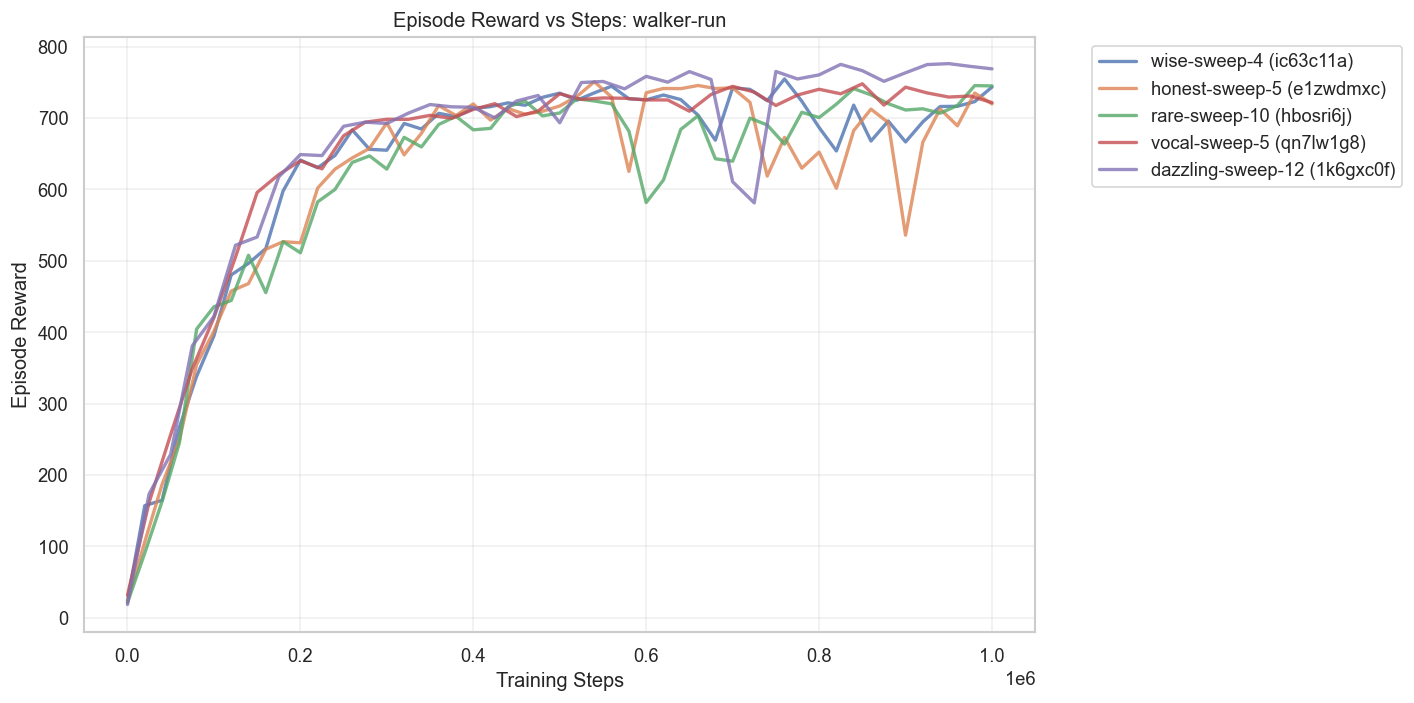 Episode Reward vs Steps: walker-run
800
700
600
500
400
300
200
100
0
Episode Reward
0.0
0.2
0.4
0.6
0.8
1.0
1e6
Training Steps
wise-sweep-4 (ic63c11a)
honest-sweep-5 (e1zwdmxc)
rare-sweep-10 (hbosri6j)
vocal-sweep-5 (qn7lw1g8)
dazzling-sweep-12 (1k6gxc0f)